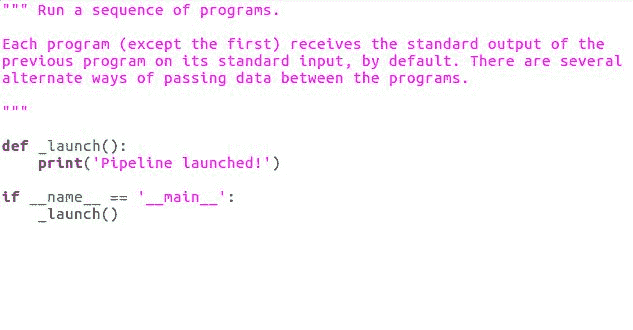 """ Run a sequence of programs.

Each program (except the first) receives the standard output of the
previous program on its standard input, by default. There are several
alternate ways of passing data between the programs.

"""

def _launch():
    print('Pipeline launched!')

if __name__ == '__main__':
    _launch()